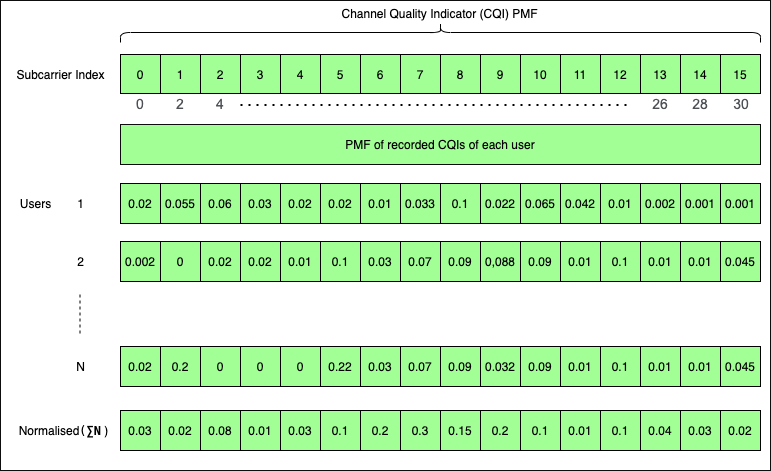 Channel Quality Indicator (CQI) PMF
Subcarrier Index 0 1 2 3 4 5 6 7 8 9 10 11 12 13 14 15
0 2 4 26 28 30
PMF of recorded CQIs of each user
Users 1 0.02 0.055 0.06 0.03 0.02 0.02 0.01 0.033 0.1 0.022 0.065 0.042 0.01 0.002 0.001 0.001
2 0.002 0 0.02 0.02 0.01 0.1 0.03 0.07 0.09 0,088 0.09 0.01 0.1 0.01 0.01 0.045
N 0.02 0.2 0 0 0 0.22 0.03 0.07 0.09 0.032 0.09 0.01 0.1 0.01 0.01 0.045
Normalised(∑N ) 0.03 0.02 0.08 0.01 0.03 0.1 0.2 0.3 0.15 0.2 0.1 0.01 0.1 0.04 0.03 0.02